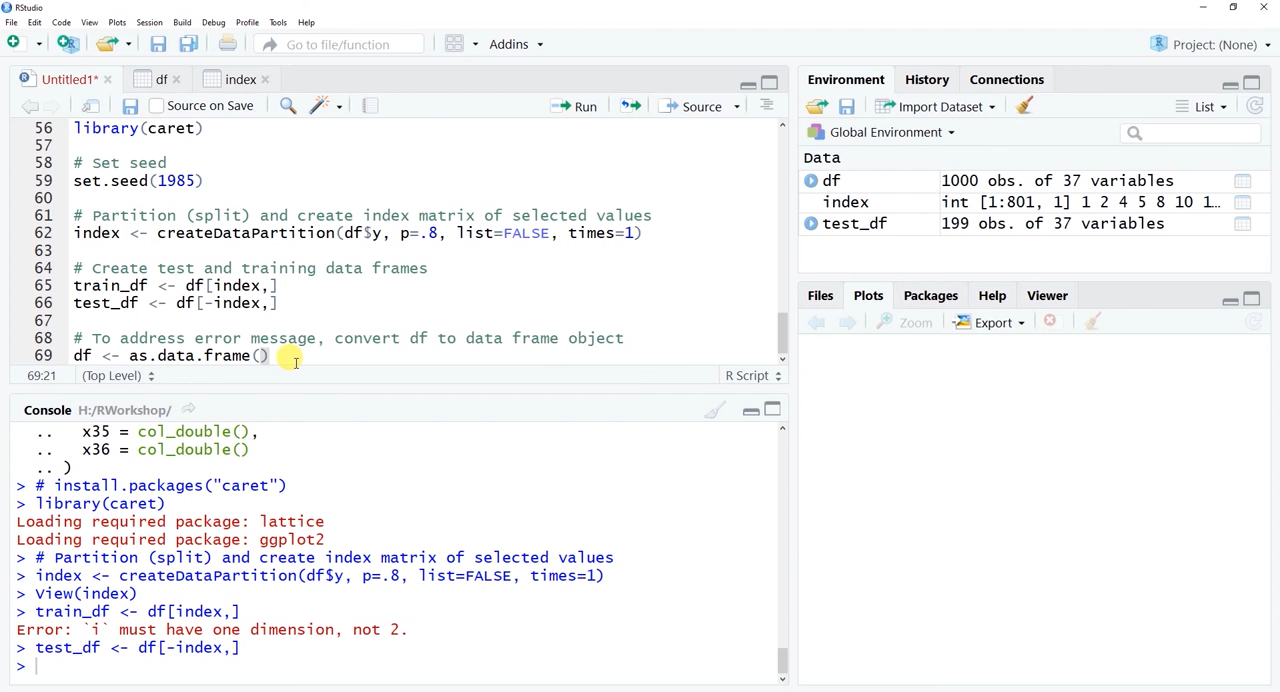 RStudio
File Edit Code View Plots Session Build Debug Profile Tools Help
Go to file/function
Addins
Project: (None)
Untitled1* × df × index ×
Source on Save
Run
Source
56 library(caret)
57
58 # Set seed
59 set.seed(1985)
60
61 # Partition (split) and create index matrix of selected values
62 index <- createDataPartition(df$y, p=.8, list=FALSE, times=1)
63
64 # Create test and training data frames
65 train_df <- df[index,]
66 test_df <- df[-index,]
67
68 # To address error message, convert df to data frame object
69 df <- as.data.frame()
69:21 (Top Level) R Script
Console H:/RWorkshop/
.. x35 = col_double(),
.. x36 = col_double()
.. )
> # install.packages("caret")
> library(caret)
Loading required package: lattice
Loading required package: ggplot2
> # Partition (split) and create index matrix of selected values
> index <- createDataPartition(df$y, p=.8, list=FALSE, times=1)
> View(index)
> train_df <- df[index,]
Error: `i` must have one dimension, not 2.
> test_df <- df[-index,]
>
Environment History Connections
Import Dataset
List
Global Environment
Data
df 1000 obs. of 37 variables
index int [1:801, 1] 1 2 4 5 8 10 1…
test_df 199 obs. of 37 variables
Files Plots Packages Help Viewer
Zoom Export